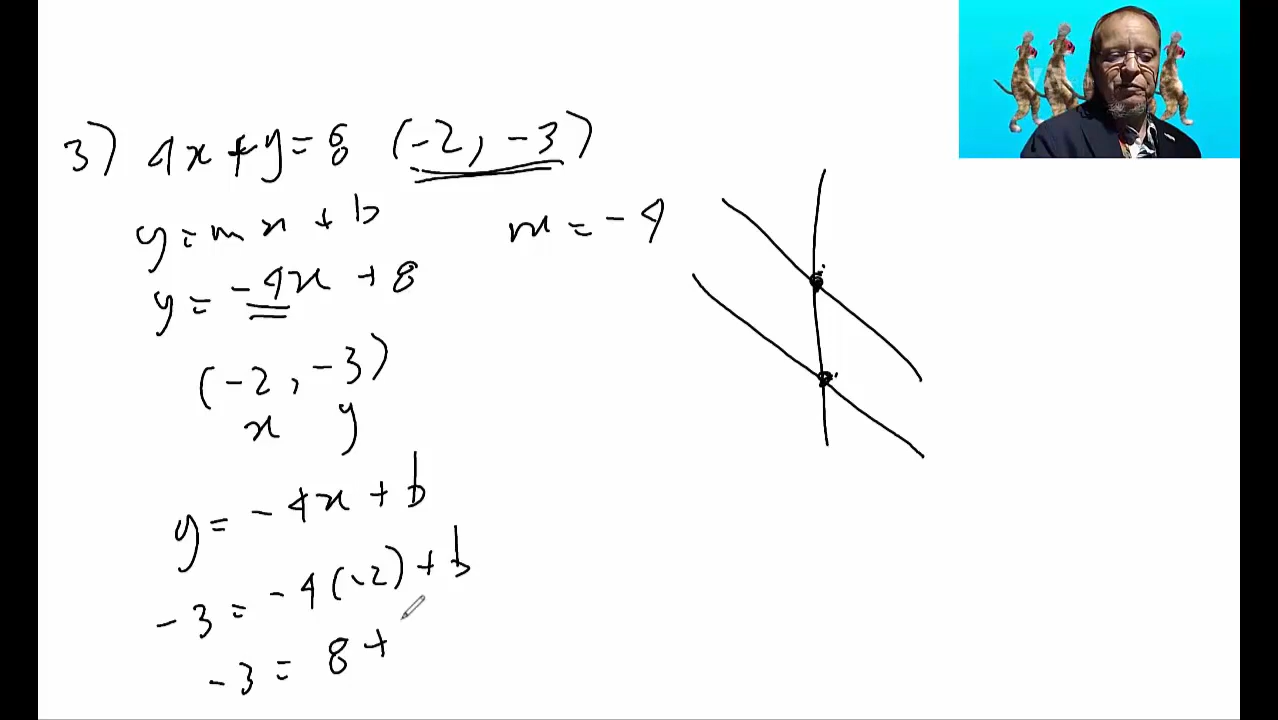 3) 4x + y = 8 (-2, -3)
y = mx + b
m = -4
y = -4x + 8
(-2, -3)
x y
y = -4x + b
-3 = -4(-2) + b
-3 = 8 +